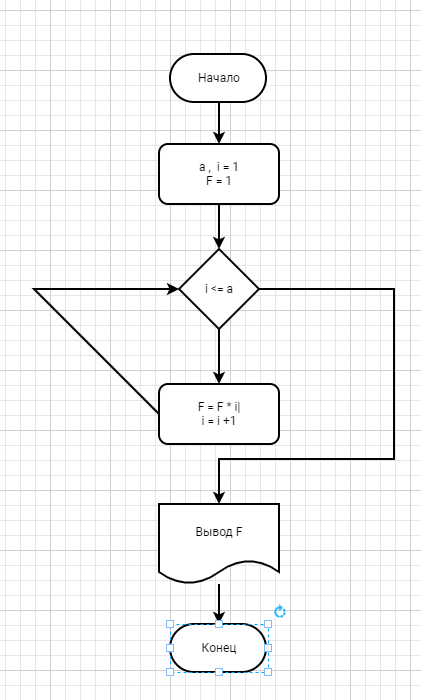 Начало
a , i = 1
F = 1
i <= a
F = F * i|
i = i +1
Вывод F
Конец